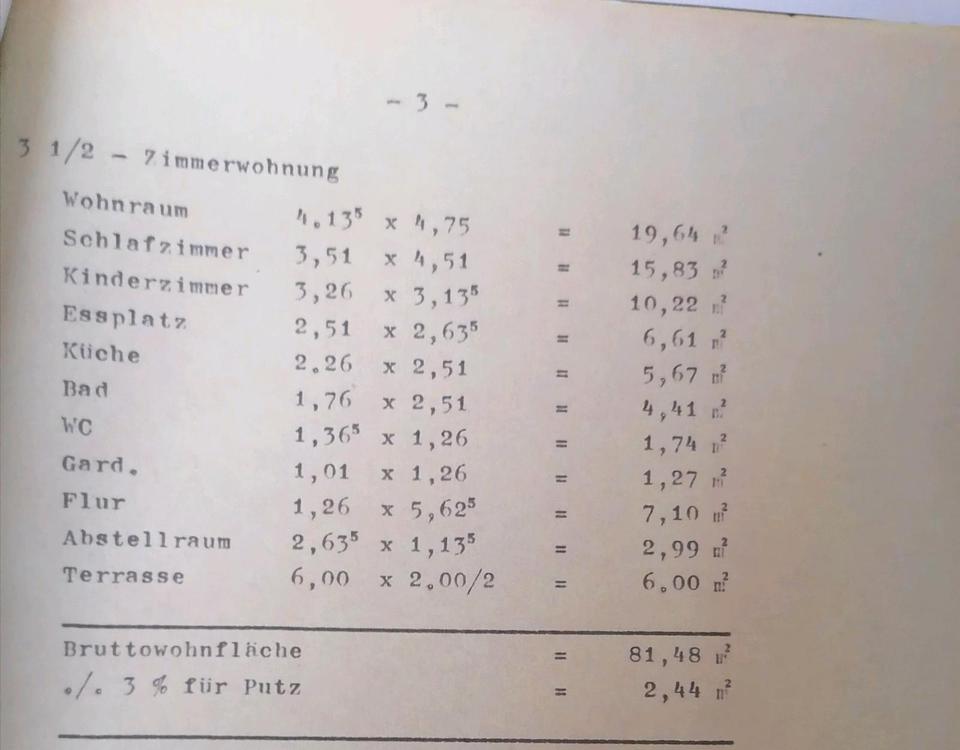 - 3 -
3 1/2 - Zimmerwohnung
Wohnraum 4.13⁵ x 4,75 = 19,64 m²
Schlafzimmer 3,51 x 4,51 = 15,83 m²
Kinderzimmer 3,26 x 3,13⁵ = 10,22 m²
Essplatz 2,51 x 2,63⁵ = 6,61 m²
Küche 2.26 x 2,51 = 5,67 m²
Bad 1,76 x 2,51 = 4,41 m²
WC 1,36⁵ x 1,26 = 1,74 m²
Gard. 1,01 x 1,26 = 1,27 m²
Flur 1,26 x 5,62⁵ = 7,10 m²
Abstellraum 2,63⁵ x 1,13⁵ = 2,99 m²
Terrasse 6,00 x 2.00/2 = 6.00 m²
Bruttowohnfläche = 81,48 m²
./. 3 % für Putz = 2,44 m²